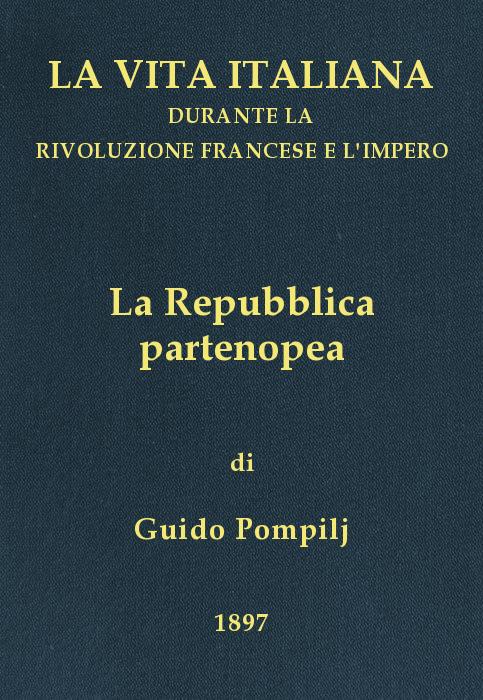 LA VITA ITALIANA
DURANTE LA
RIVOLUZIONE FRANCESE E L'IMPERO
La Repubblica
partenopea
di
Guido Pompilj
1897